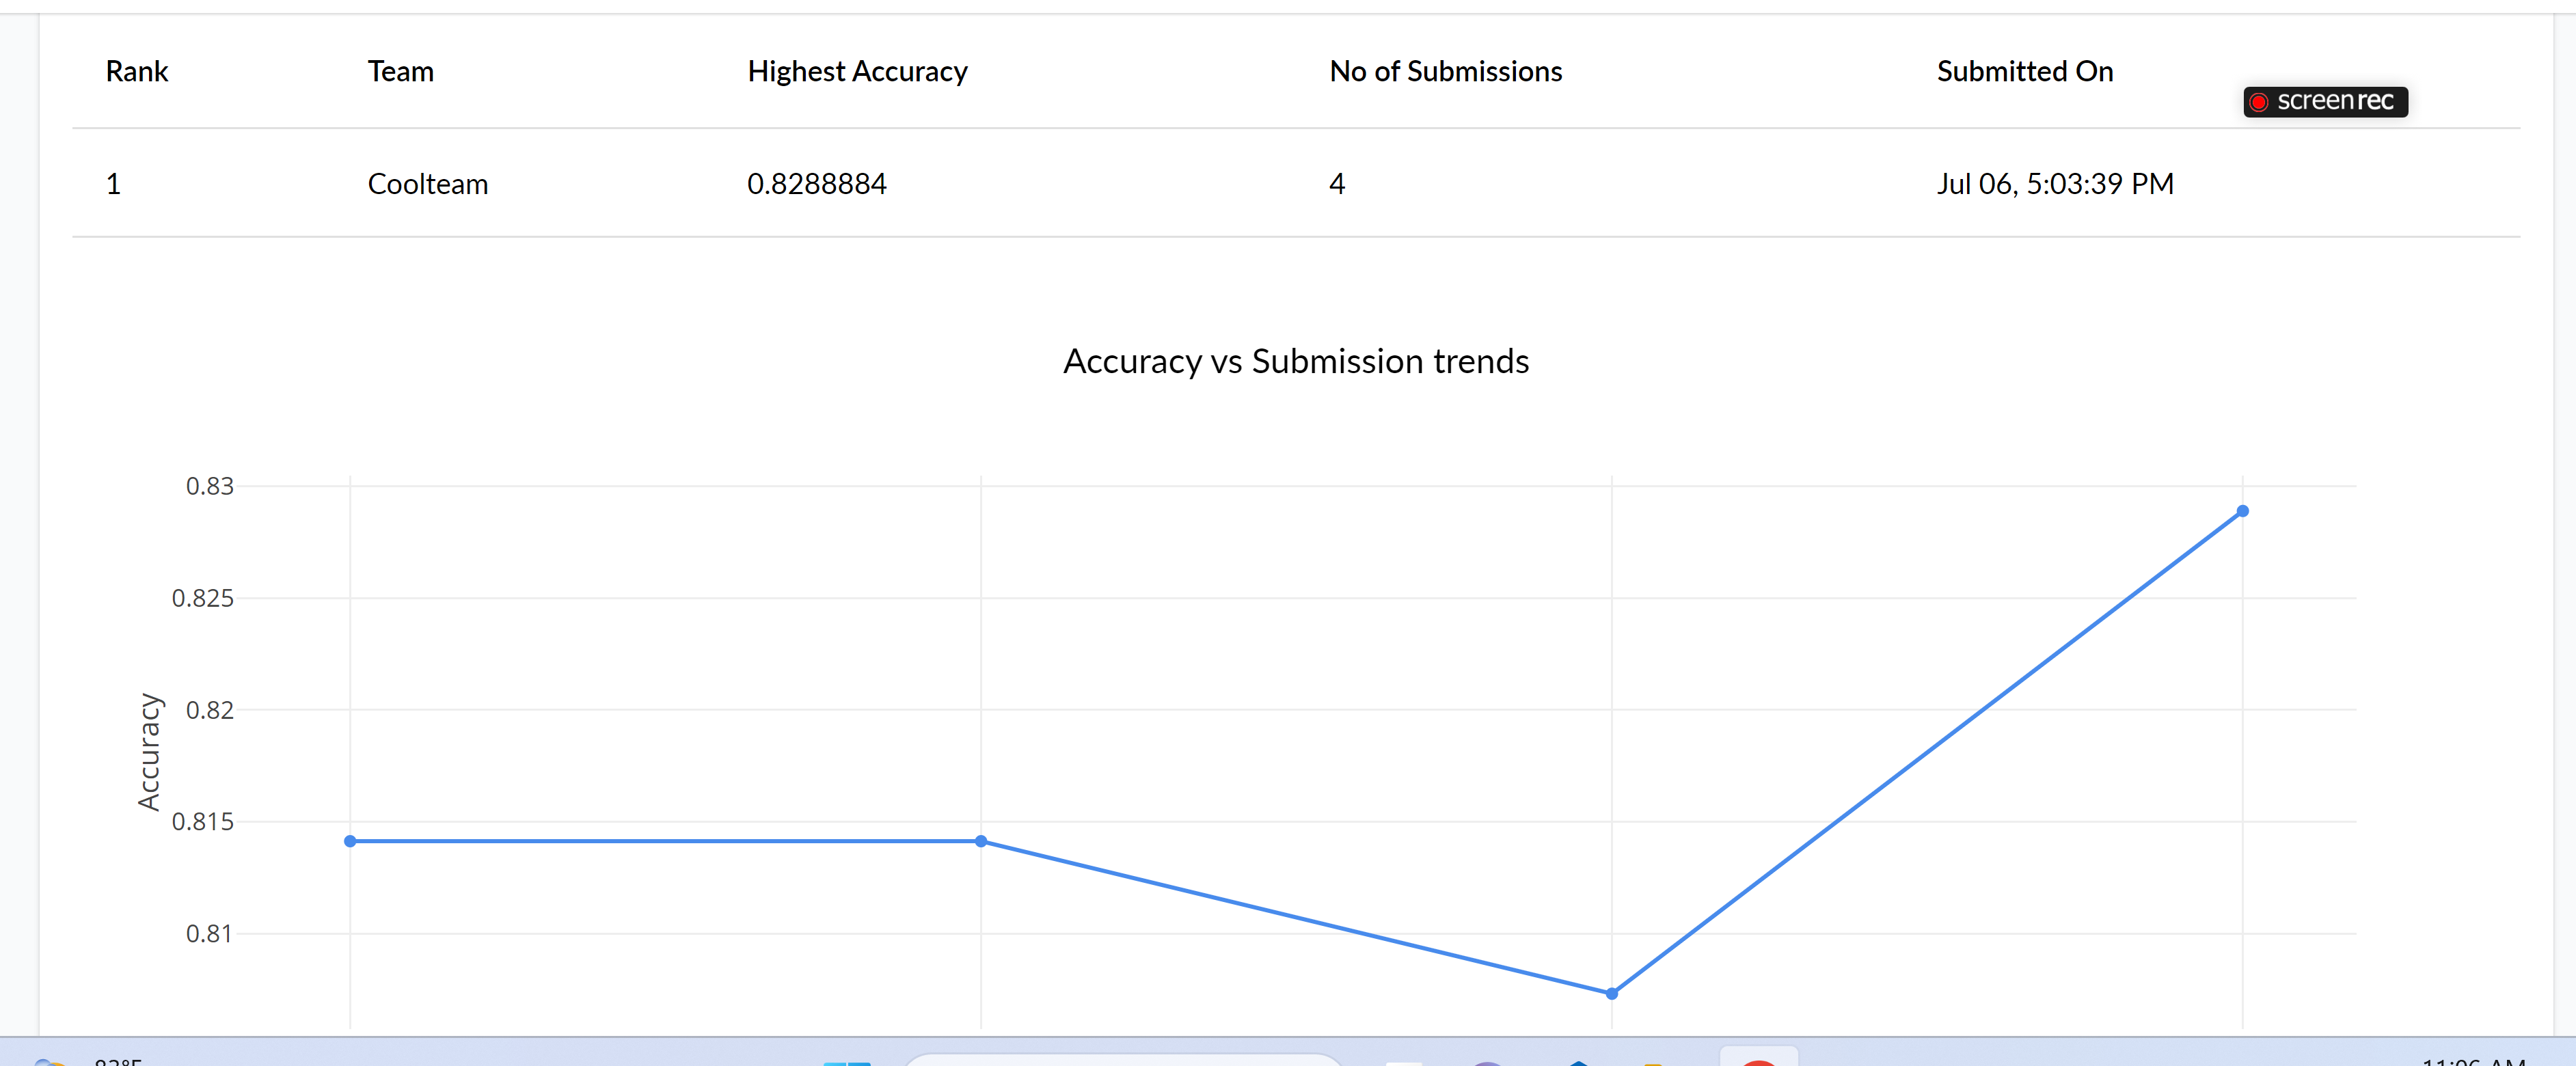 Rank Team Highest Accuracy No of Submissions Submitted On
screenrec
1 Coolteam 0.8288884 4 Jul 06, 5:03:39 PM
Accuracy vs Submission trends
0.83
0.825
0.82
Accuracy
0.815
0.81